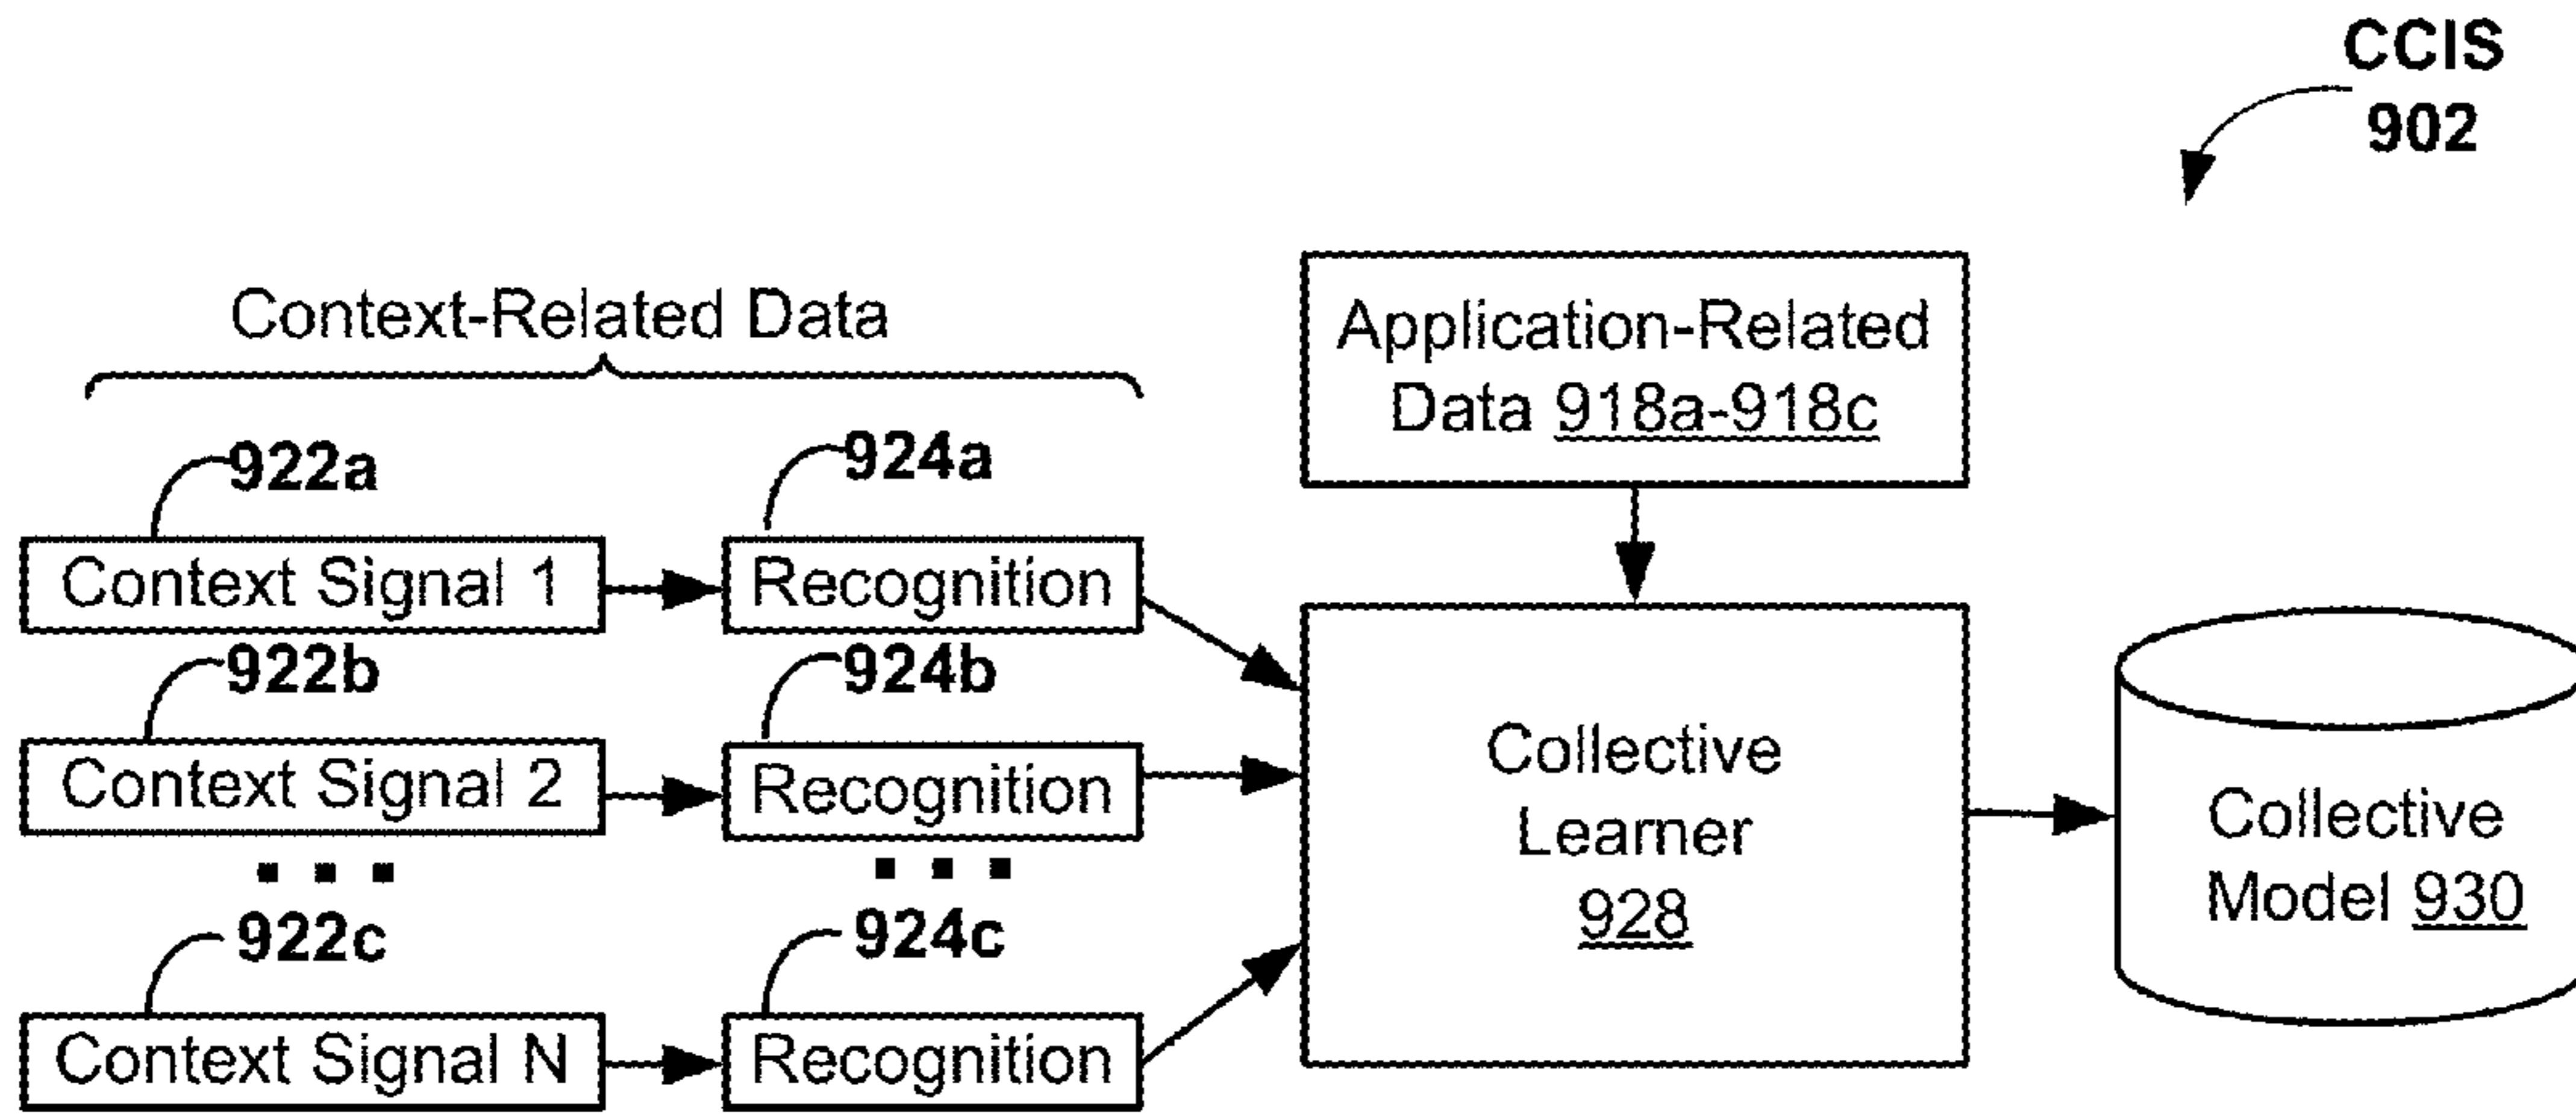 CCIS
902
Context-Related Data
Application-Related
Data 918a-918c
922a
924a
Context Signal 1
Recognition
922b
924b
Context Signal 2
Recognition
Collective
Learner
928
Collective
Model 930
...
...
922c
924c
Context Signal N
Recognition